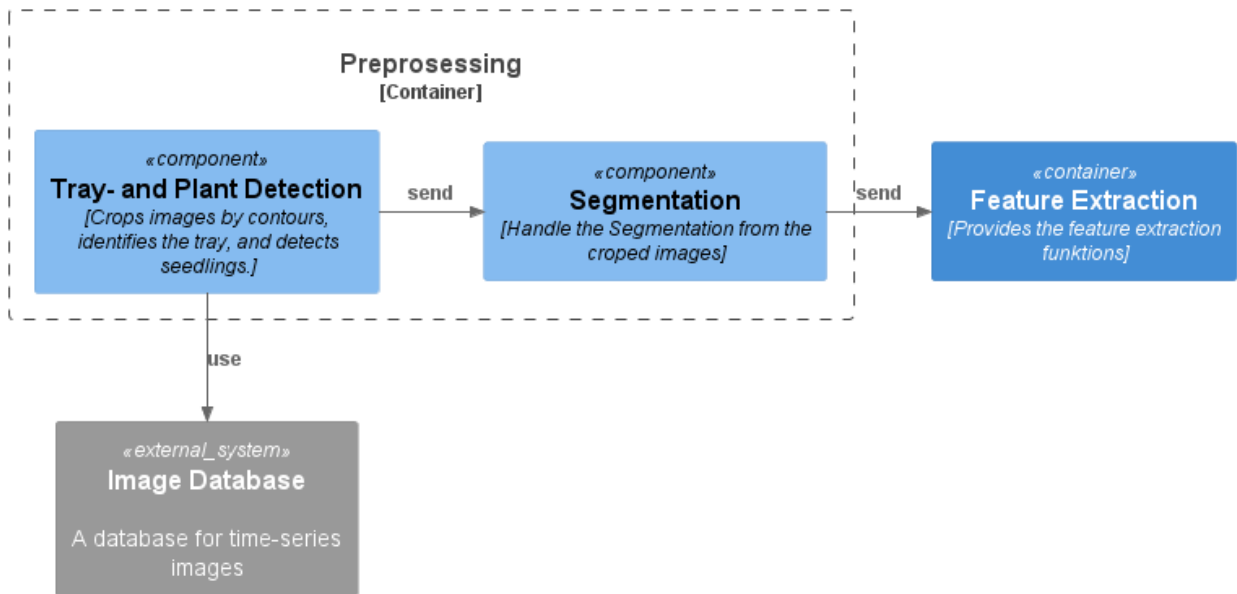 Preprosessing
[Container]
«component»
Tray- and Plant Detection
[Crops images by contours,
identifies the tray, and detects
seedlings.]
send
«component»
Segmentation
[Handle the Segmentation from the
croped images]
send
«container»
Feature Extraction
[Provides the feature extraction
funktions]
use
«external_system»
Image Database
A database for time-series
images